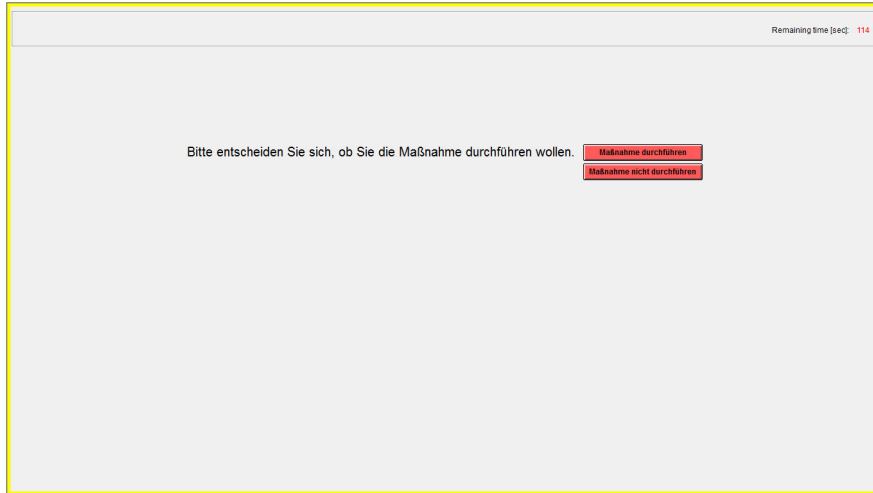 Remaining time [sec]: 114
Bitte entscheiden Sie sich, ob Sie die Maßnahme durchführen wollen. Maßnahme durchführen
Maßnahme nicht durchführen